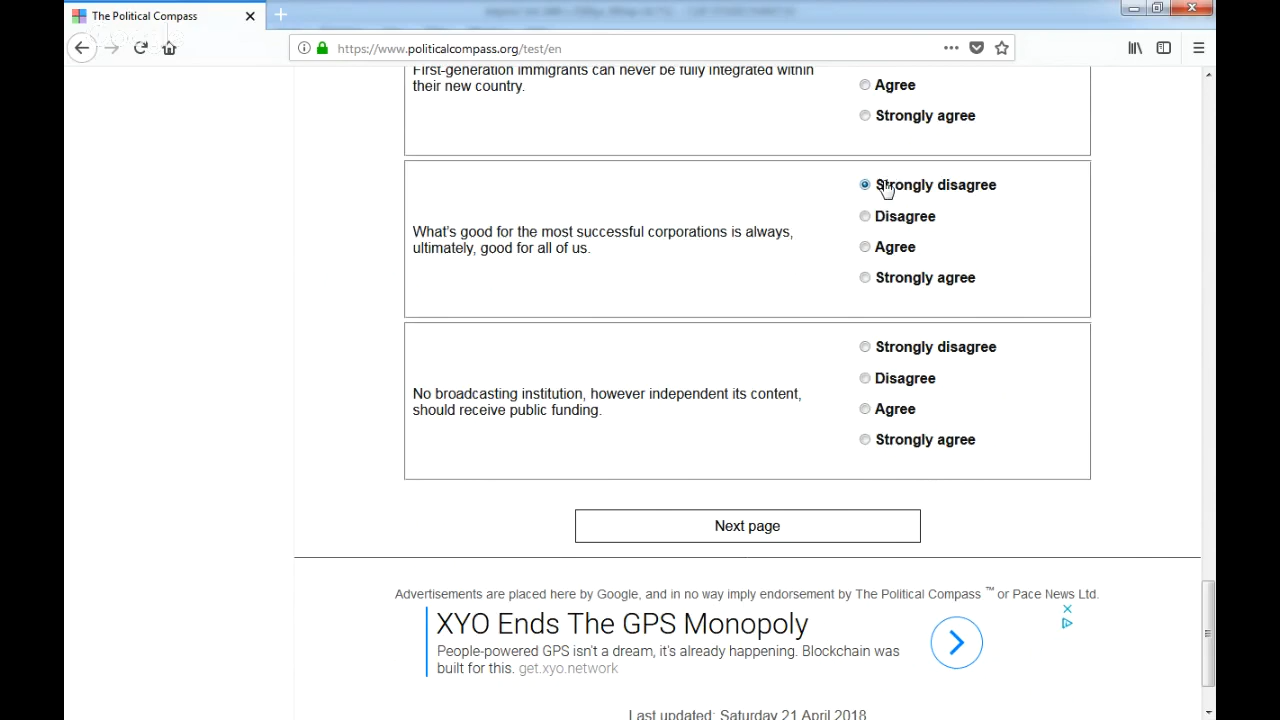 The Political Compass
https://www.politicalcompass.org/test/en
First-generation immigrants can never be fully integrated within
their new country.
Agree
Strongly agree
What's good for the most successful corporations is always,
ultimately, good for all of us.
Strongly disagree
Disagree
Agree
Strongly agree
No broadcasting institution, however independent its content,
should receive public funding.
Strongly disagree
Disagree
Agree
Strongly agree
Next page
Advertisements are placed here by Google, and in no way imply endorsement by The Political Compass ™ or Pace News Ltd.
XYO Ends The GPS Monopoly
People-powered GPS isn't a dream, it's already happening. Blockchain was
built for this. get.xyo.network
Last updated: Saturday 21 April 2018